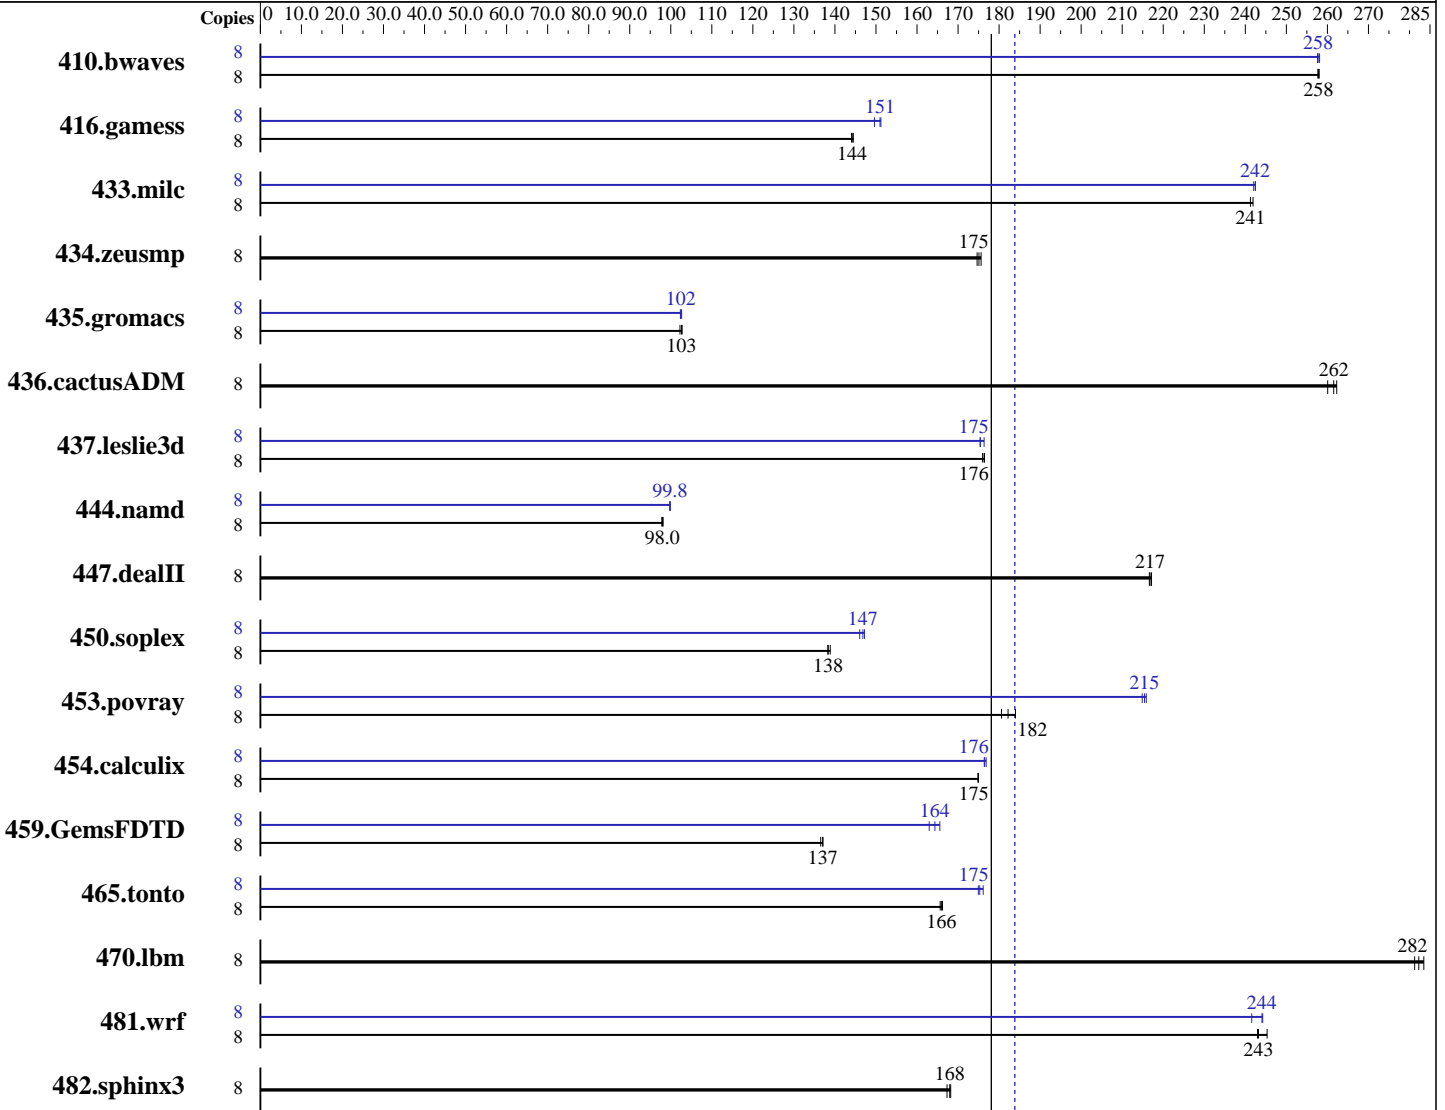 Copies 0 10.0 20.0 30.0 40.0 50.0 60.0 70.0 80.0 90.0 100 110 120 130 140 150 160 170 180 190 200 210 220 230 240 250 260 270 285
410.bwaves 8 258
8 258
416.gamess 8 151
8 144
433.milc 8 242
8 241
434.zeusmp 8 175
435.gromacs 8 102
8 103
436.cactusADM 8 262
437.leslie3d 8 175
8 176
444.namd 8 99.8
8 98.0
447.dealII 8 217
450.soplex 8 147
8 138
453.povray 8 215
8 182
454.calculix 8 176
8 175
459.GemsFDTD 8 164
8 137
465.tonto 8 175
8 166
470.lbm 8 282
481.wrf 8 244
8 243
482.sphinx3 8 168